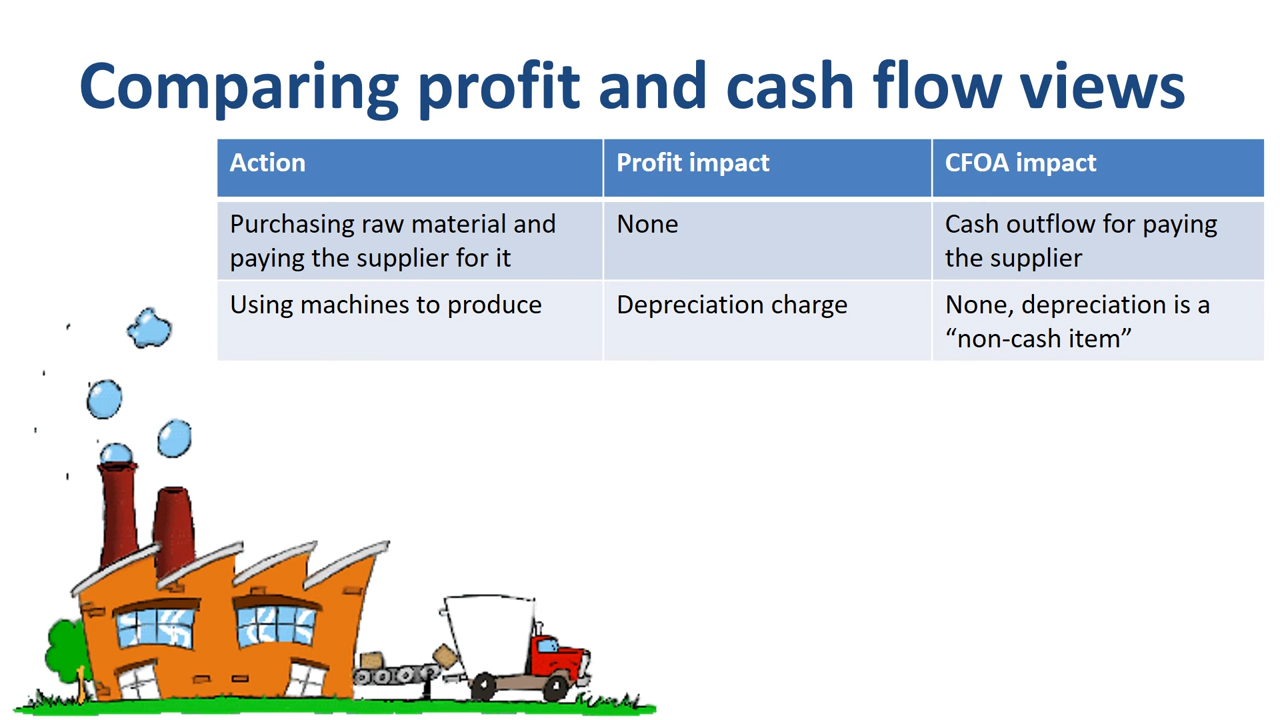 Comparing profit and cash flow views
Action
Profit impact
CFOA impact
Purchasing raw material and
paying the supplier for it
None
Cash outflow for paying
the supplier
Using machines to produce
Depreciation charge
None, depreciation is a
“non-cash item”